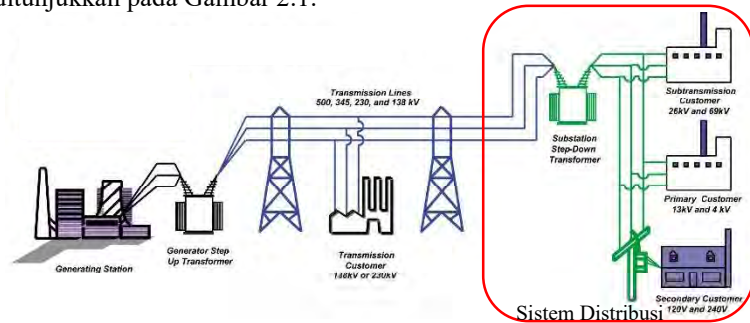 ditunjukkan pada Gambar 2.1.
Transmission Lines
500, 345, 230, and 138 kV
Subtransmission
Customer
26kV and 69kV
Substation
Step-Down
Transformer
Primary Customer
13kV and 4 kV
Generating Station
Generator Step
Up Transformer
Transmission
Customer
138kV or 230kV
Secondary Customer
120V and 240V
Sistem Distribusi